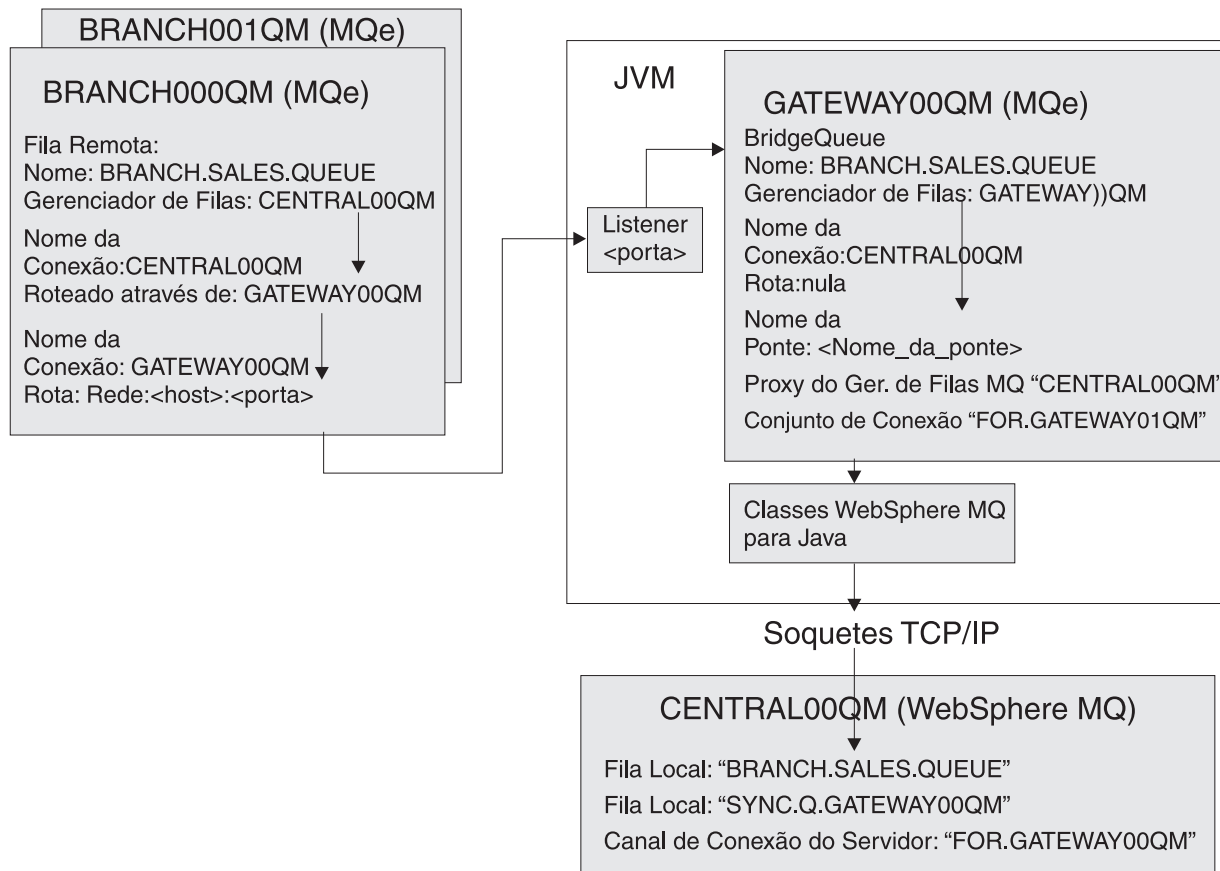 BRANCH001QM (MQe)
BRANCH000QM (MQe)
Fila Remota:
Nome: BRANCH.SALES.QUEUE
Gerenciador de Filas: CENTRAL00QM
Nome da
Conexão:CENTRAL00QM
Roteado através de: GATEWAY00QM
Nome da
Conexão: GATEWAY00QM
Rota: Rede:<host>:<porta>
JVM
Listener
<porta>
GATEWAY00QM (MQe)
BridgeQueue
Nome: BRANCH.SALES.QUEUE
Gerenciador de Filas: GATEWAY))QM
Nome da
Conexão:CENTRAL00QM
Rota:nula
Nome da
Ponte: <Nome_da_ponte>
Proxy do Ger. de Filas MQ “CENTRAL00QM”
Conjunto de Conexão “FOR.GATEWAY01QM”
Classes WebSphere MQ
para Java
Soquetes TCP/IP
CENTRAL00QM (WebSphere MQ)
Fila Local: “BRANCH.SALES.QUEUE”
Fila Local: “SYNC.Q.GATEWAY00QM”
Canal de Conexão do Servidor: “FOR.GATEWAY00QM”